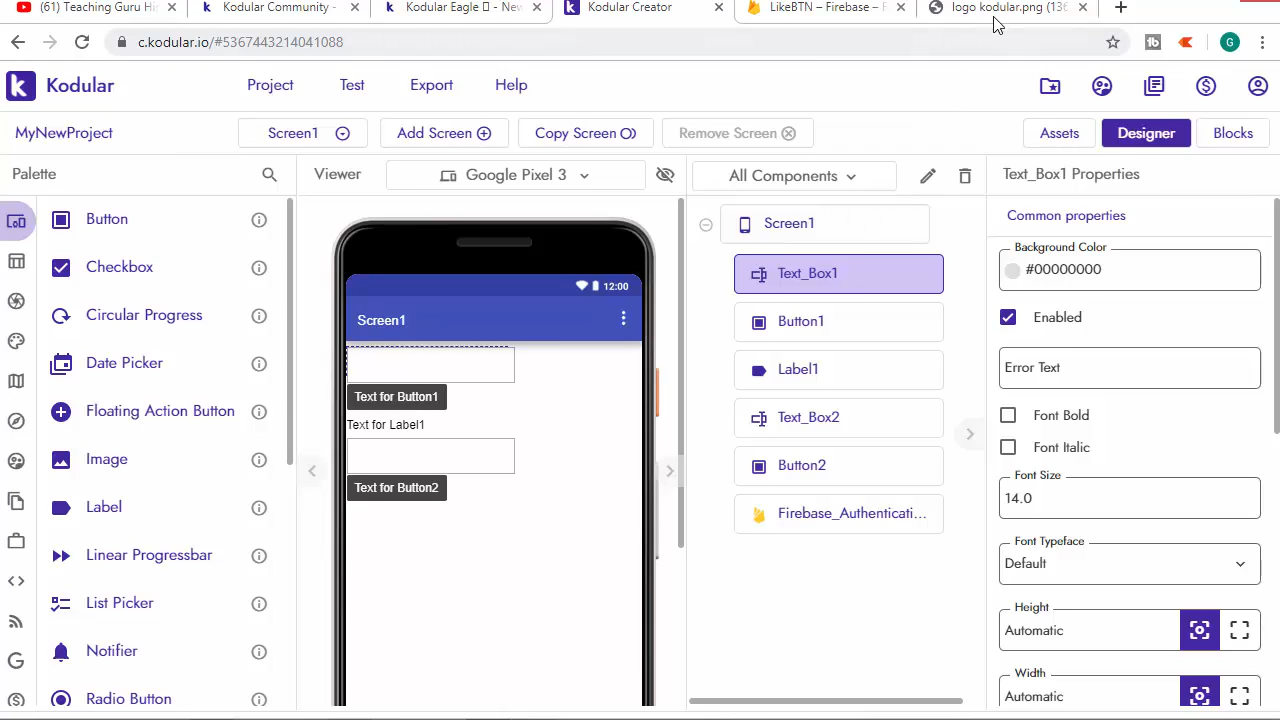 (61) Teaching Guru Hi
Kodular Community -
Kodular Eagle - New
Kodular Creator
LikeBTN – Firebase – F
logo kodular.png (136
c.kodular.io/#5367443214041088
tb
G
Kodular
Project
Test
Export
Help
MyNewProject
Screen1
Add Screen
Copy Screen
Remove Screen
Assets
Designer
Blocks
Palette
Viewer
Google Pixel 3
All Components
Text_Box1 Properties
Button
Checkbox
Circular Progress
Date Picker
Floating Action Button
Image
Label
Linear Progressbar
List Picker
Notifier
Radio Button
12:00
Screen1
Text for Button1
Text for Label1
Text for Button2
Screen1
Text_Box1
Button1
Label1
Text_Box2
Button2
Firebase_Authenticati...
Common properties
Background Color
#00000000
Enabled
Error Text
Font Bold
Font Italic
Font Size
14.0
Font Typeface
Default
Height
Automatic
Width
Automatic